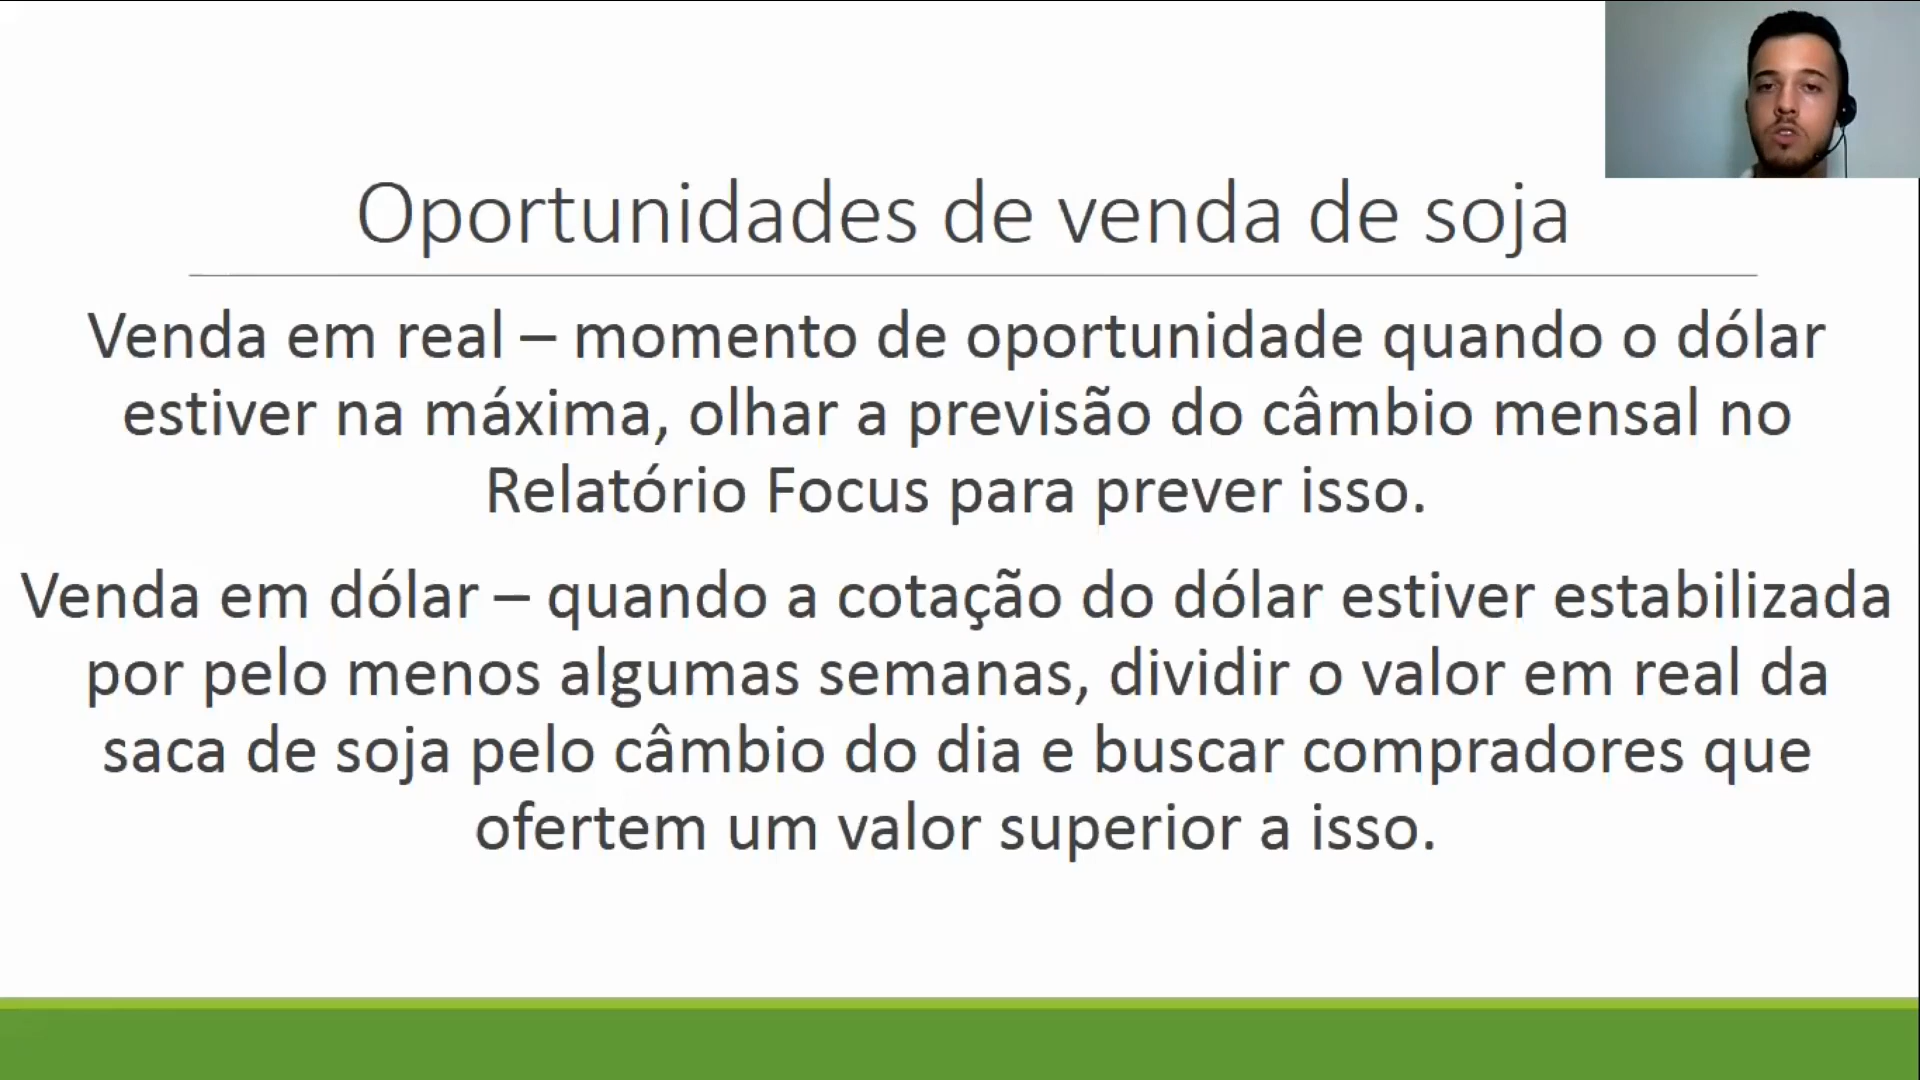 Oportunidades de venda de soja
Venda em real – momento de oportunidade quando o dólar
estiver na máxima, olhar a previsão do câmbio mensal no
Relatório Focus para prever isso.
Venda em dólar – quando a cotação do dólar estiver estabilizada
por pelo menos algumas semanas, dividir o valor em real da
saca de soja pelo câmbio do dia e buscar compradores que
ofertem um valor superior a isso.